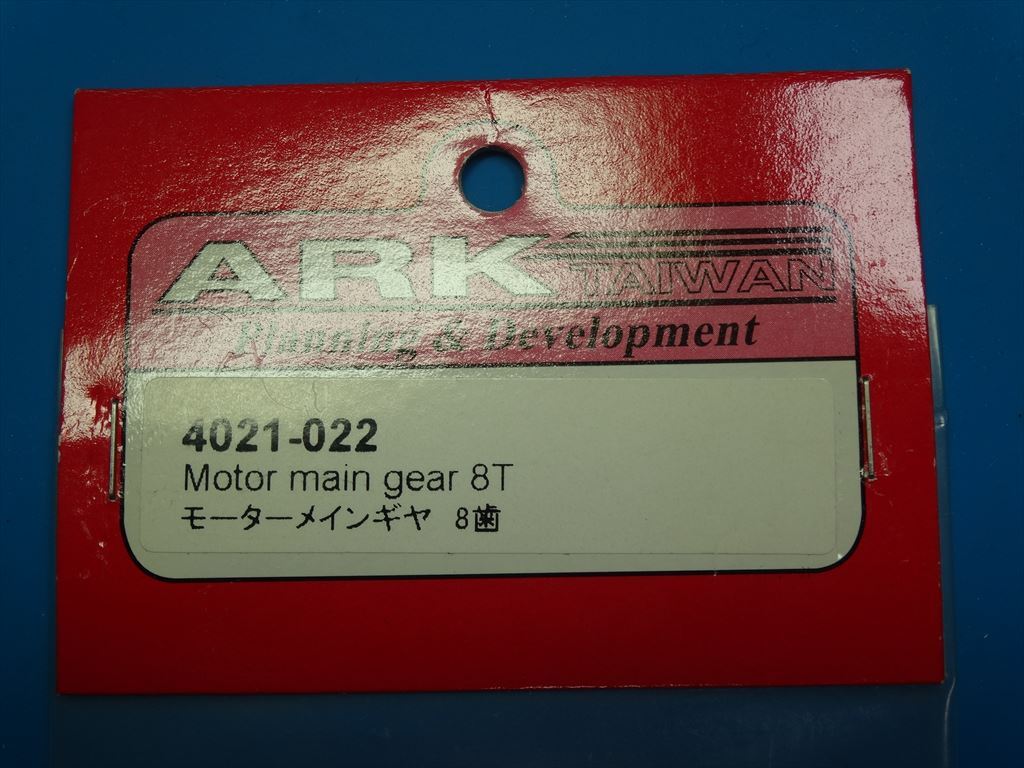 ARK TAIWAN
Planning & Development
4021-022
Motor main gear 8T
モーターメインギヤ 8歯